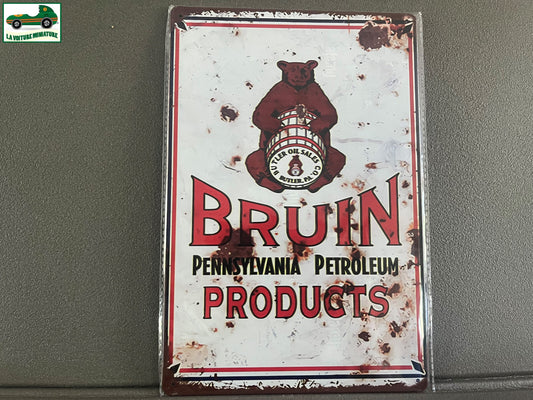 LA VOITURE MINIATURE
BUTLER OIL SALES CO.
BUTLER, PA.
BRUIN
PENNSYLVANIA PETROLEUM
PRODUCTS